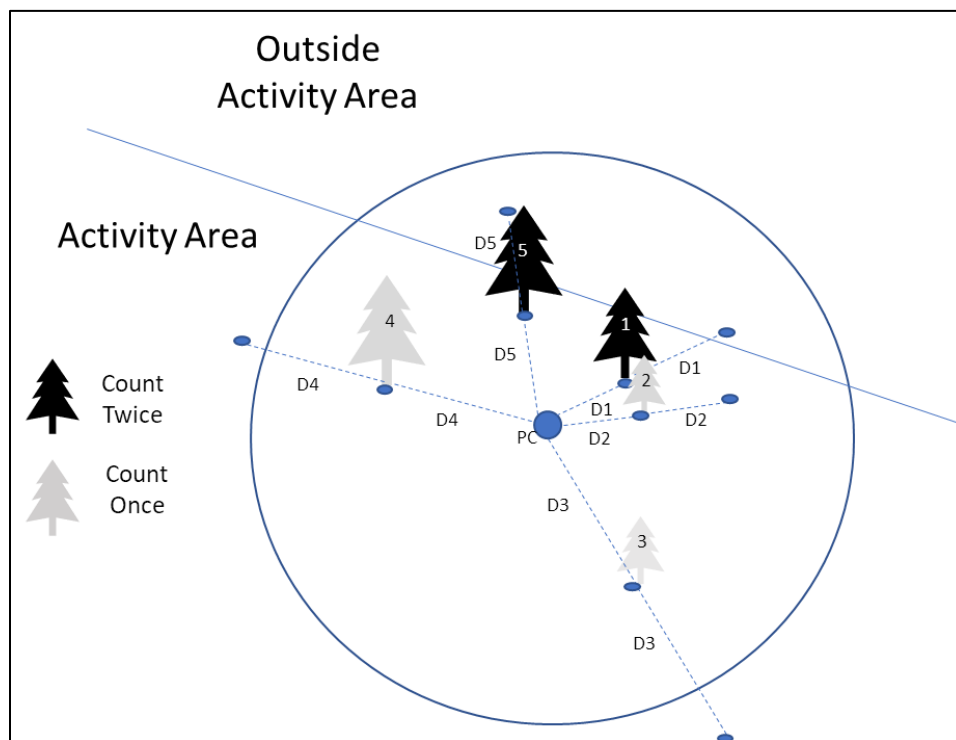 Outside
Activity Area
Activity Area
D5
5
1
4
D1
2
D5
D4
D1
D2
D4
D2
PC
Count
Twice
Count
Once
D3
3
D3